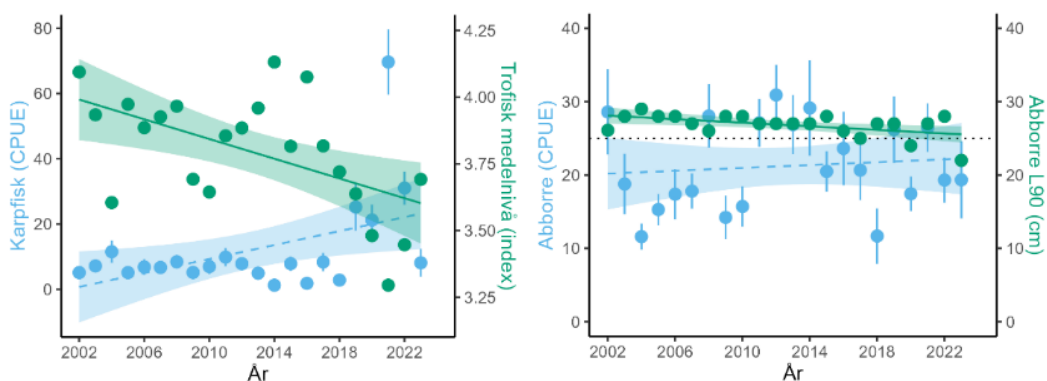 80
60
40
20
0
Karpfisk (CPUE)
4.25
4.00
3.75
3.50
3.25
Trofisk medelnivå (index)
2002 2006 2010 2014 2018 2022
År
40
30
20
10
0
Abborre (CPUE)
40
30
20
10
0
Abborre L90 (cm)
2002 2006 2010 2014 2018 2022
År